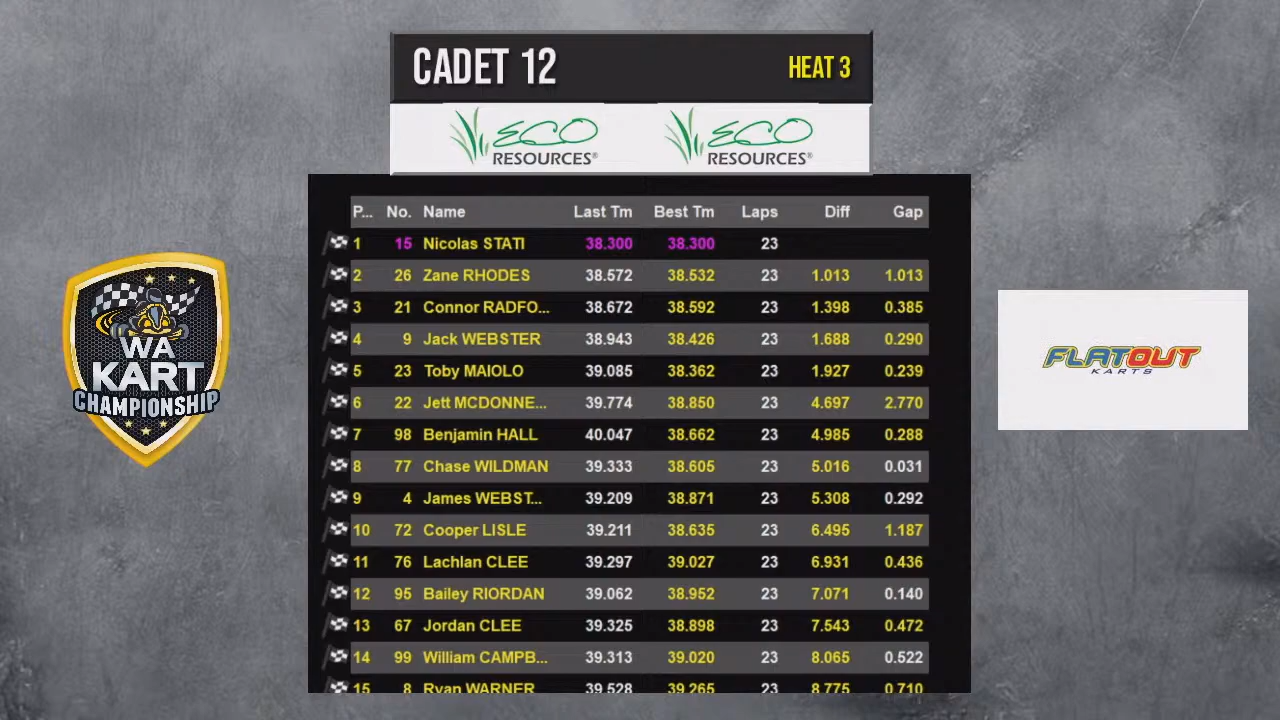 CADET 12 HEAT 3
ECO RESOURCES® ECO RESOURCES®
P... No. Name Last Tm Best Tm Laps Diff Gap
1 15 Nicolas STATI 38.300 38.300 23
2 26 Zane RHODES 38.572 38.532 23 1.013 1.013
3 21 Connor RADFO... 38.672 38.592 23 1.398 0.385
4 9 Jack WEBSTER 38.943 38.426 23 1.688 0.290
5 23 Toby MAIOLO 39.085 38.362 23 1.927 0.239
6 22 Jett MCDONNE... 39.774 38.850 23 4.697 2.770
7 98 Benjamin HALL 40.047 38.662 23 4.985 0.288
8 77 Chase WILDMAN 39.333 38.605 23 5.016 0.031
9 4 James WEBST... 39.209 38.871 23 5.308 0.292
10 72 Cooper LISLE 39.211 38.635 23 6.495 1.187
11 76 Lachlan CLEE 39.297 39.027 23 6.931 0.436
12 95 Bailey RIORDAN 39.062 38.952 23 7.071 0.140
13 67 Jordan CLEE 39.325 38.898 23 7.543 0.472
14 99 William CAMPB... 39.313 39.020 23 8.065 0.522
15 8 Ryan WARNER 39.528 39.265 23 8.775 0.710
WA
KART
CHAMPIONSHIP
FLATOUT
KARTS